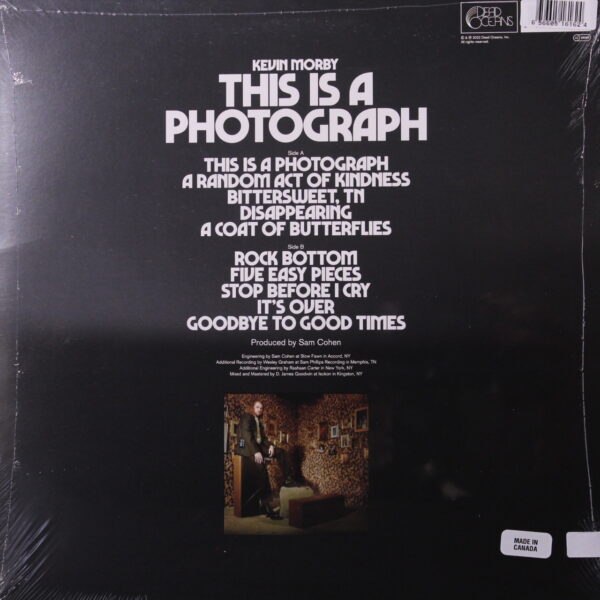 DEAD
OCEANS
6 56605 16162 4
All rights reserved.
KEVIN MORBY
THIS IS A
PHOTOGRAPH
Side A
THIS IS A PHOTOGRAPH
A RANDOM ACT OF KINDNESS
BITTERSWEET, TN
DISAPPEARING
A COAT OF BUTTERFLIES
Side B
ROCK BOTTOM
FIVE EASY PIECES
STOP BEFORE I CRY
IT'S OVER
GOODBYE TO GOOD TIMES
Produced by Sam Cohen
Engineering by Sam Cohen at Slow Fawn in Accord, NY
Additional Recording by Wesley Graham at Sam Phillips Recording in Memphis, TN
Additional Engineering by Rashaan Carter in New York, NY
Mixed and Mastered by D. James Goodwin at Isokon in Kingston, NY
MADE IN
CANADA